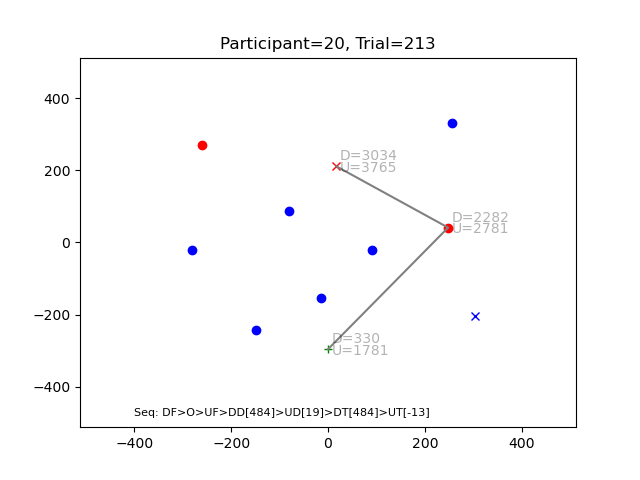 Participant=20, Trial=213
400
200
0
−200
−400
D=3034
U=3765
D=2282
U=2781
D=330
U=1781
Seq: DF>O>UF>DD[484]>UD[19]>DT[484]>UT[-13]
−400
−200
0
200
400